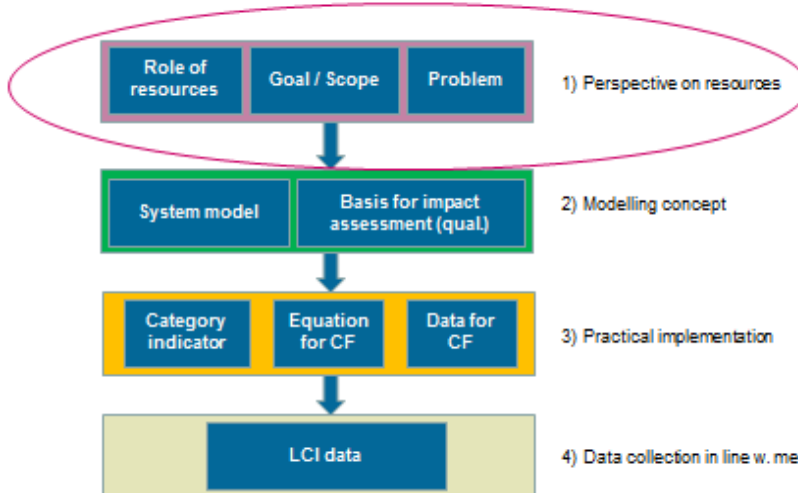 Role of
resources
Goal / Scope
Problem
1) Perspective on resources
System model
Basis for impact
assessment (qual.)
2) Modelling concept
Category
indicator
Equation
for CF
Data for
CF
3) Practical implementation
LCI data
4) Data collection in line w.